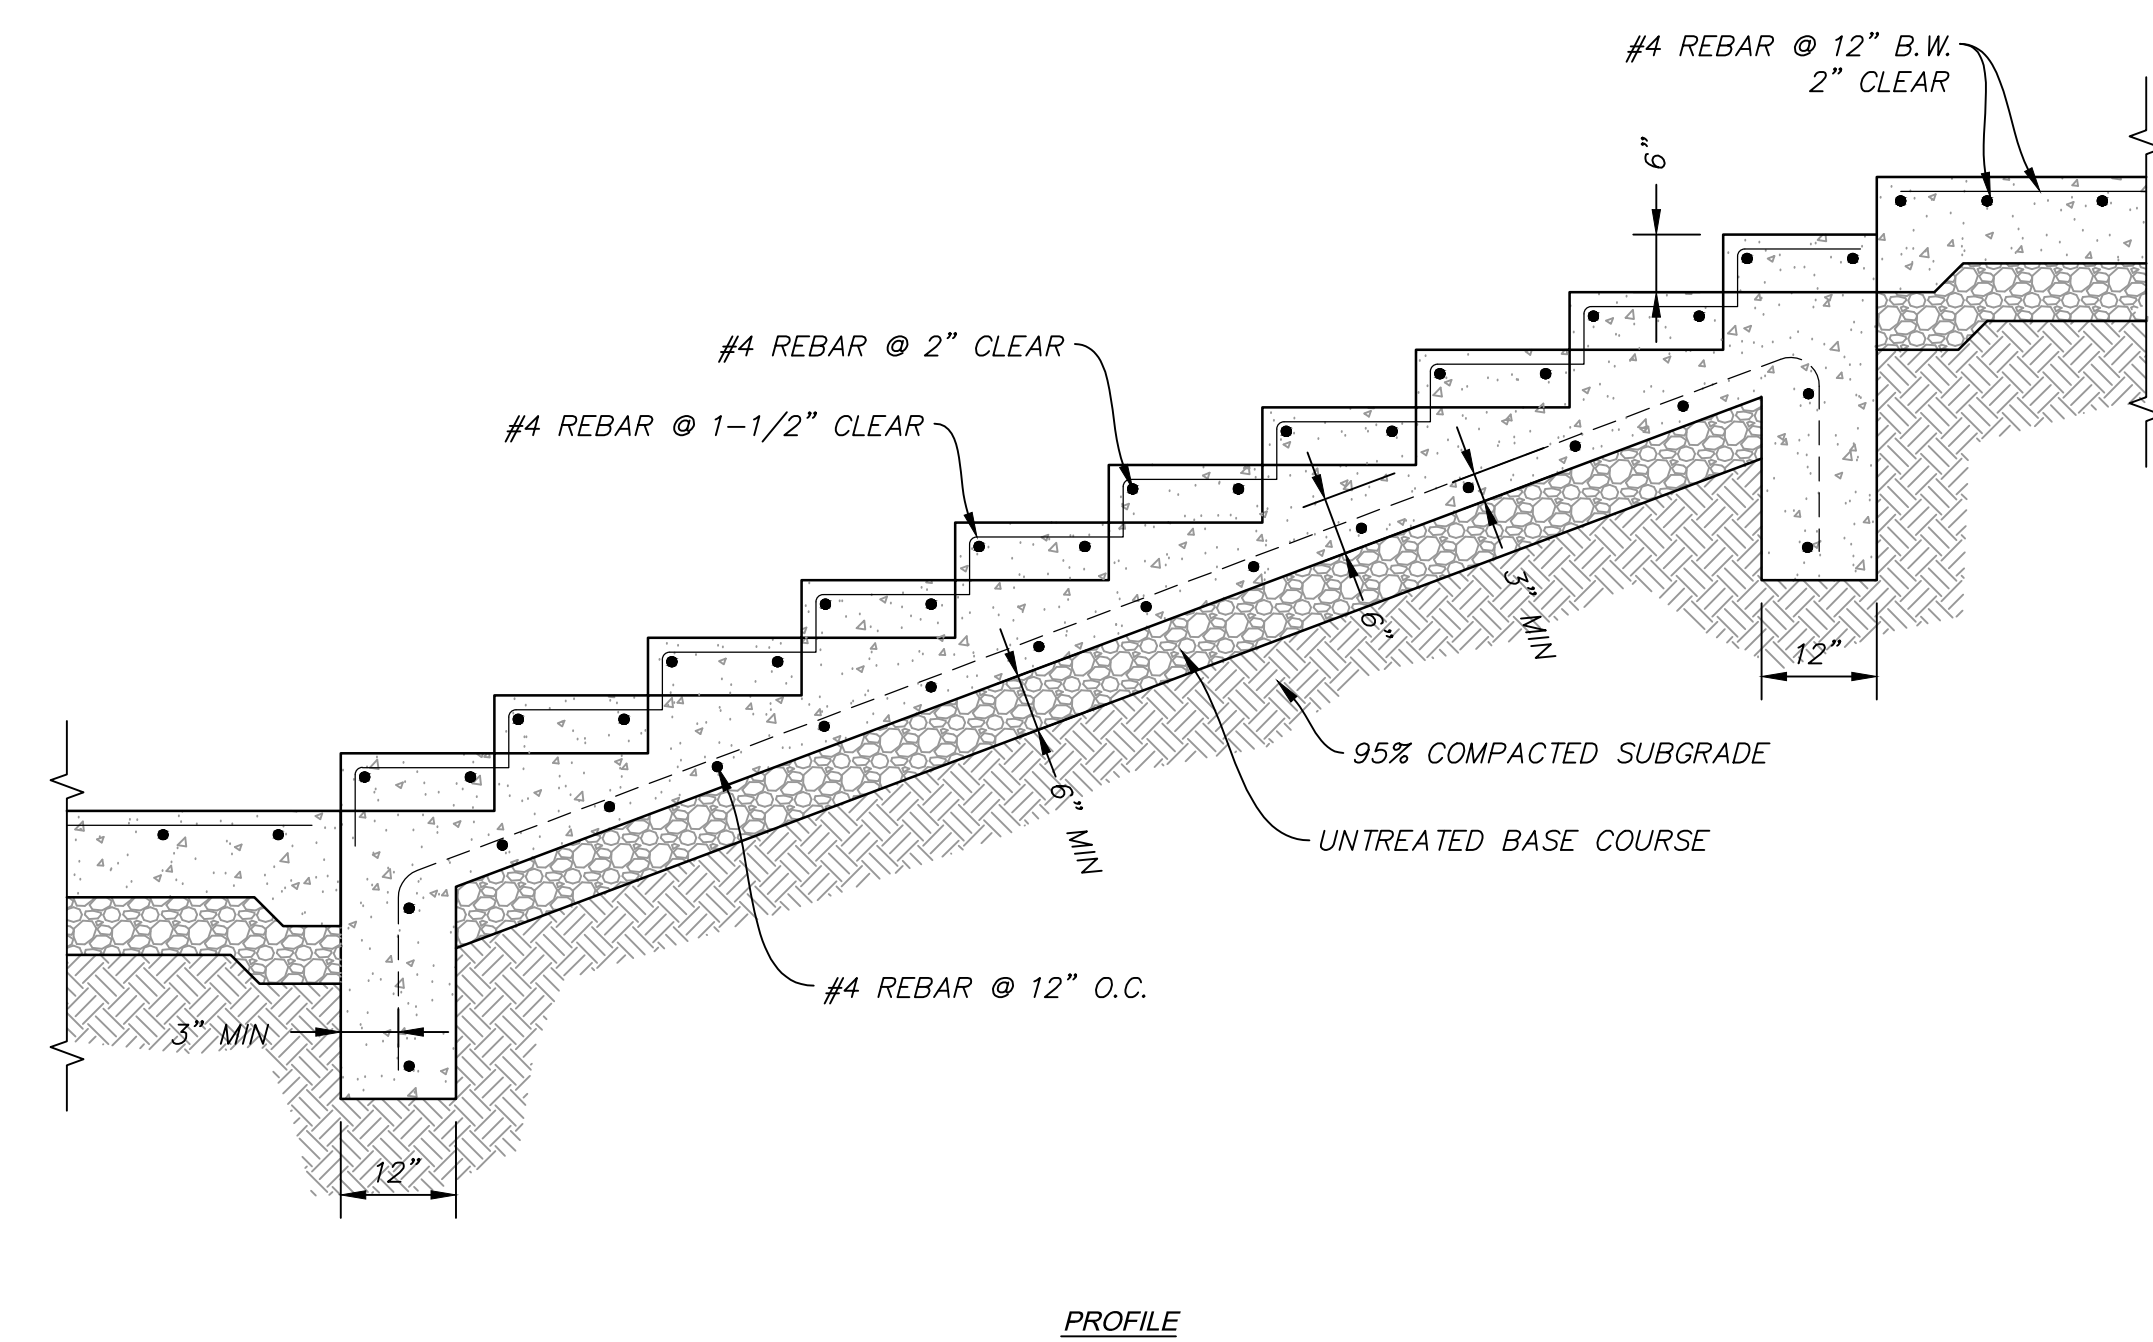 #4 REBAR @ 12" B.W.
2" CLEAR
6"
#4 REBAR @ 2" CLEAR
#4 REBAR @ 1-1/2" CLEAR
3" MIN
6"
12"
95% COMPACTED SUBGRADE
6" MIN
UNTREATED BASE COURSE
#4 REBAR @ 12" O.C.
3" MIN
12"
PROFILE